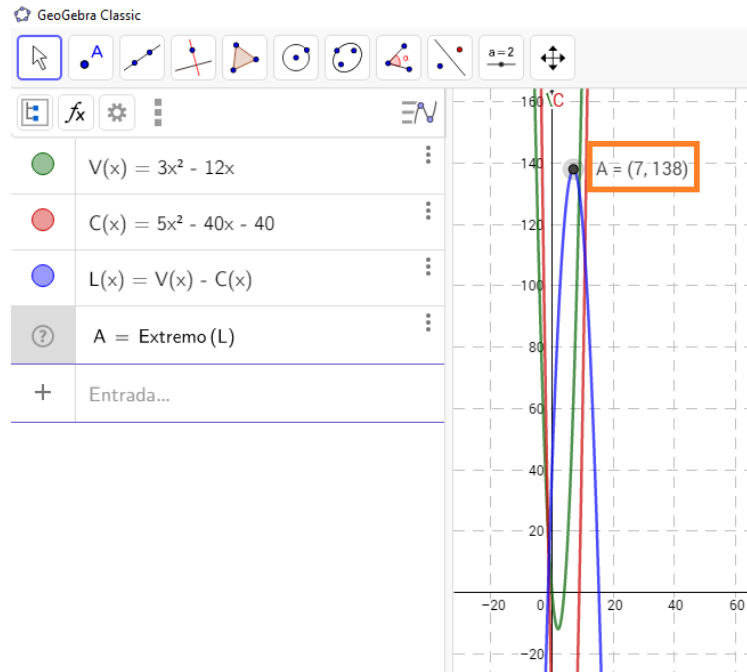 GeoGebra Classic
A
α
a=2
fx
V(x) = 3x² - 12x
C(x) = 5x² - 40x - 40
L(x) = V(x) - C(x)
A = Extremo (L)
Entrada...
160
C
140
A = (7, 138)
120
100
80
60
40
20
−20
0
20
40
60
−20